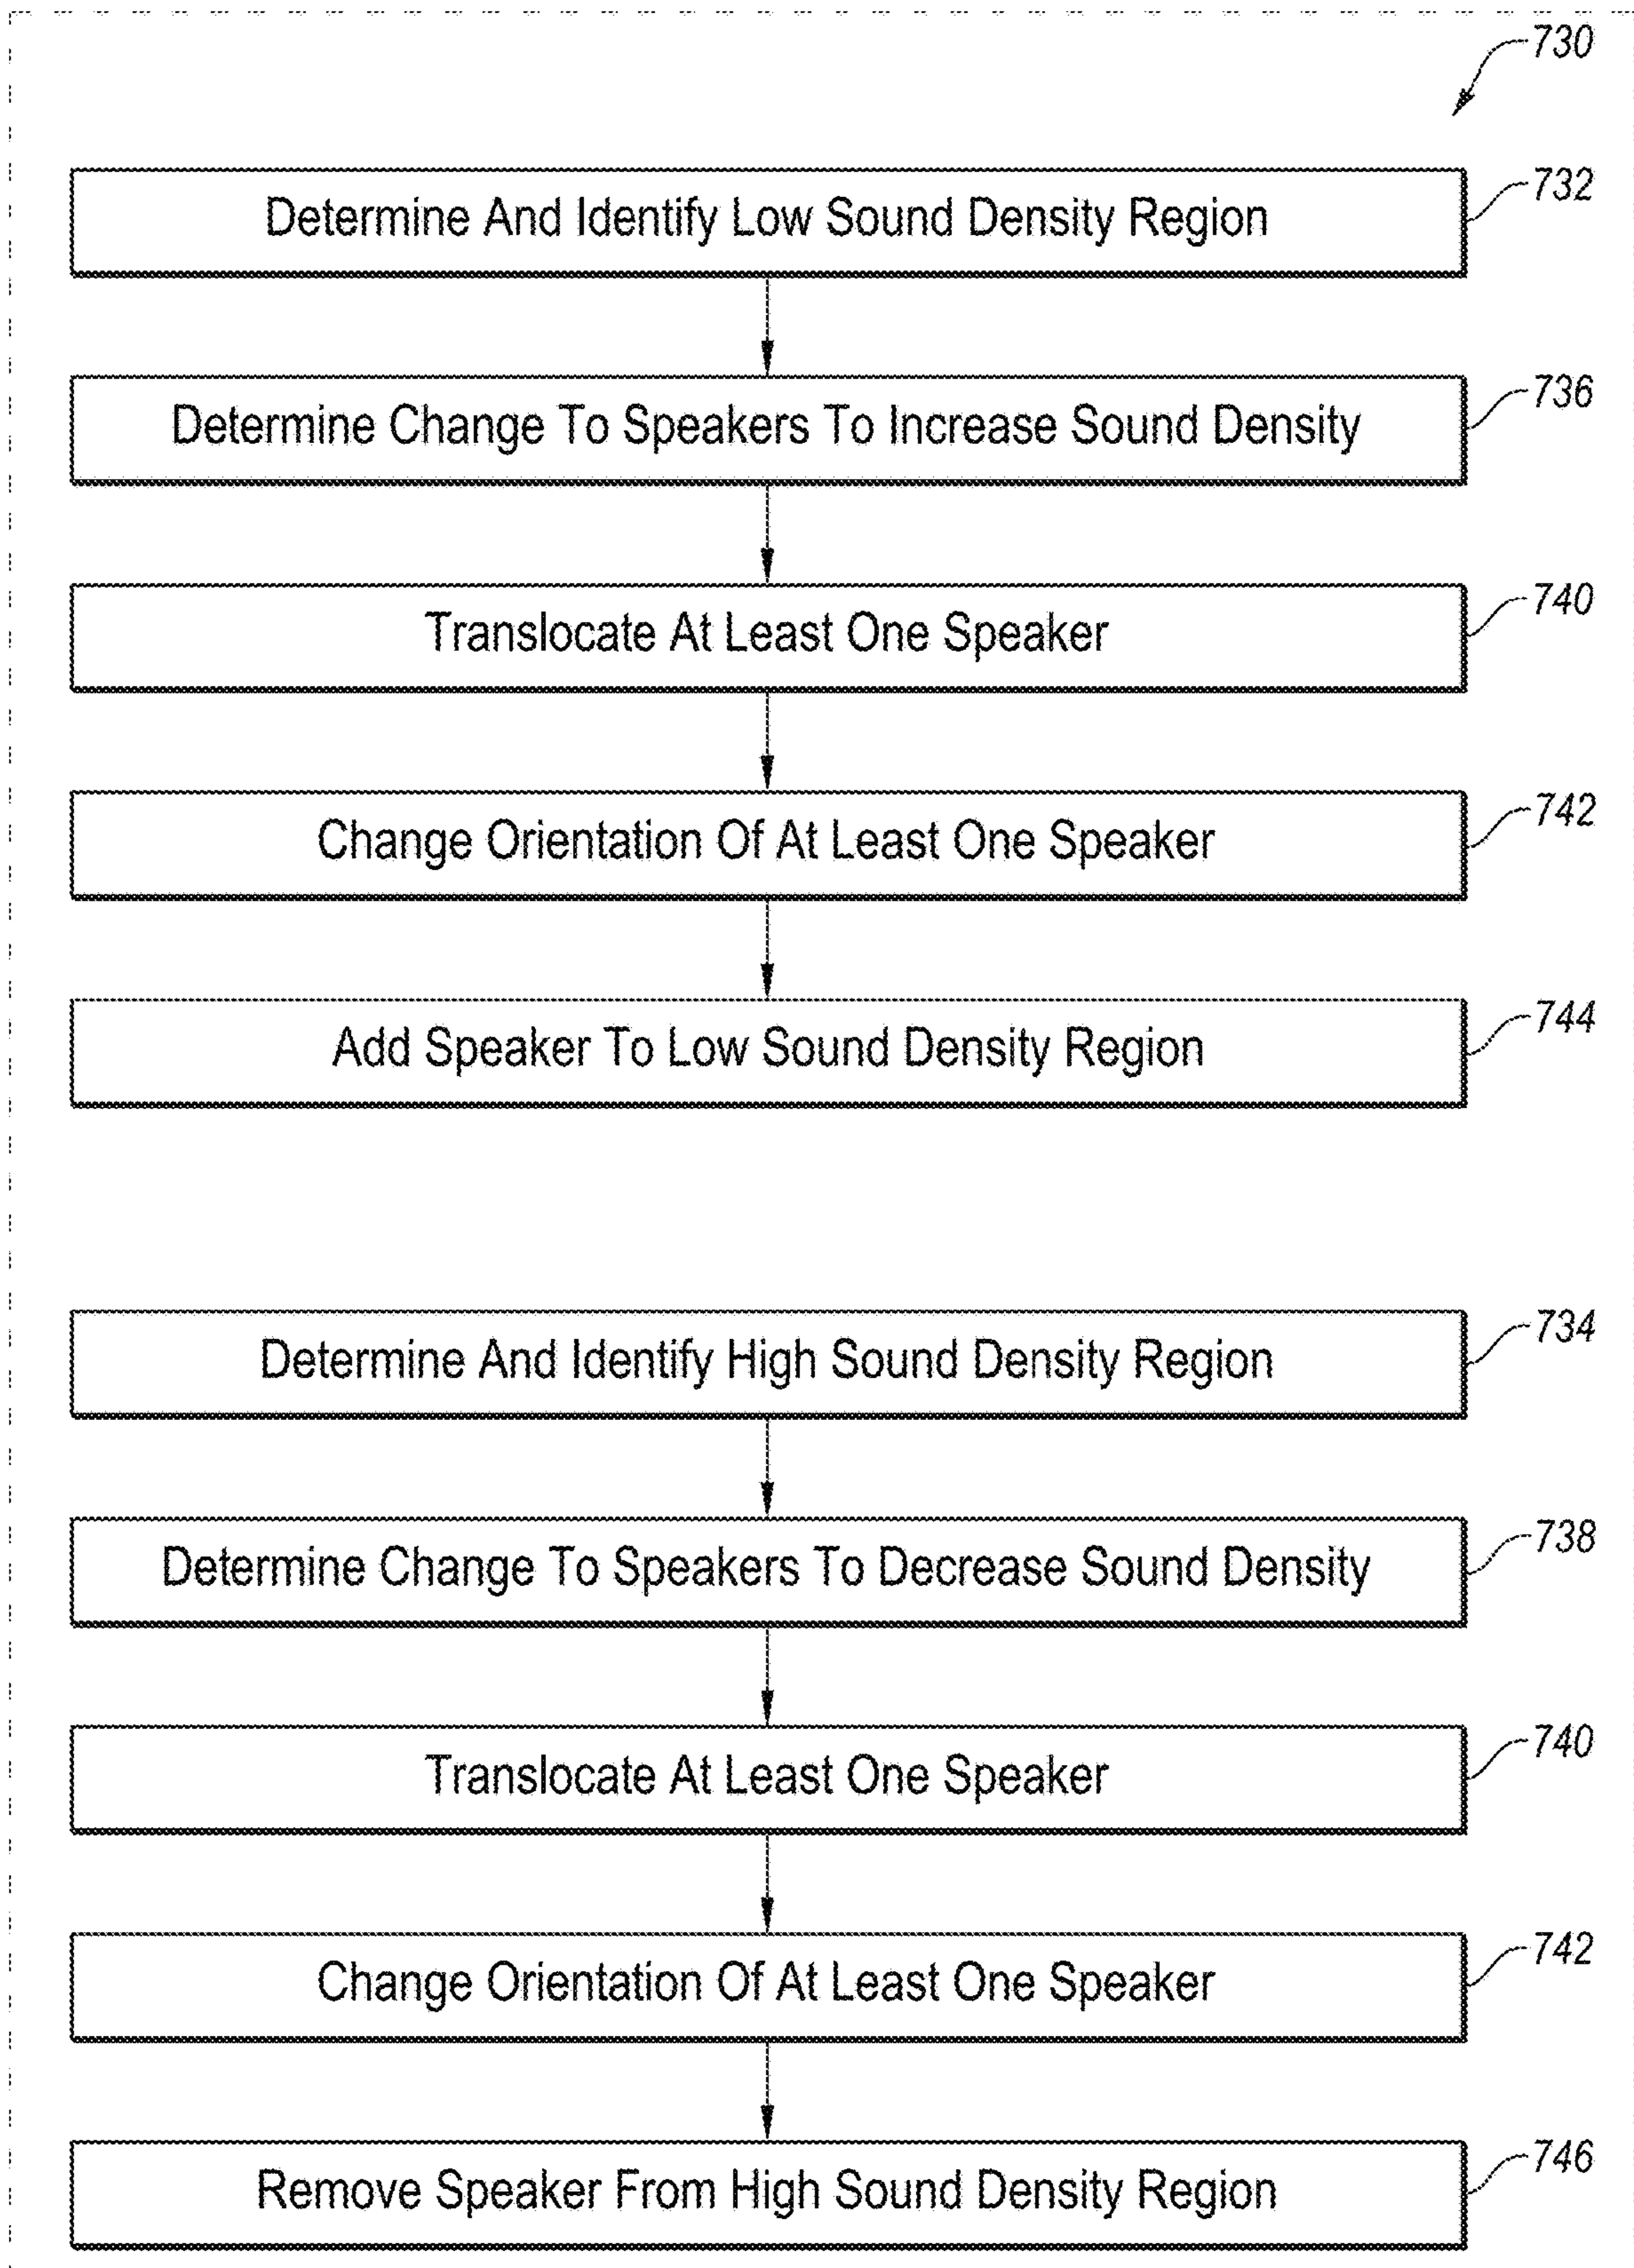 730
Determine And Identify Low Sound Density Region
732
Determine Change To Speakers To Increase Sound Density
736
Translocate At Least One Speaker
740
Change Orientation Of At Least One Speaker
742
Add Speaker To Low Sound Density Region
744
Determine And Identify High Sound Density Region
734
Determine Change To Speakers To Decrease Sound Density
738
Translocate At Least One Speaker
740
Change Orientation Of At Least One Speaker
742
Remove Speaker From High Sound Density Region
746